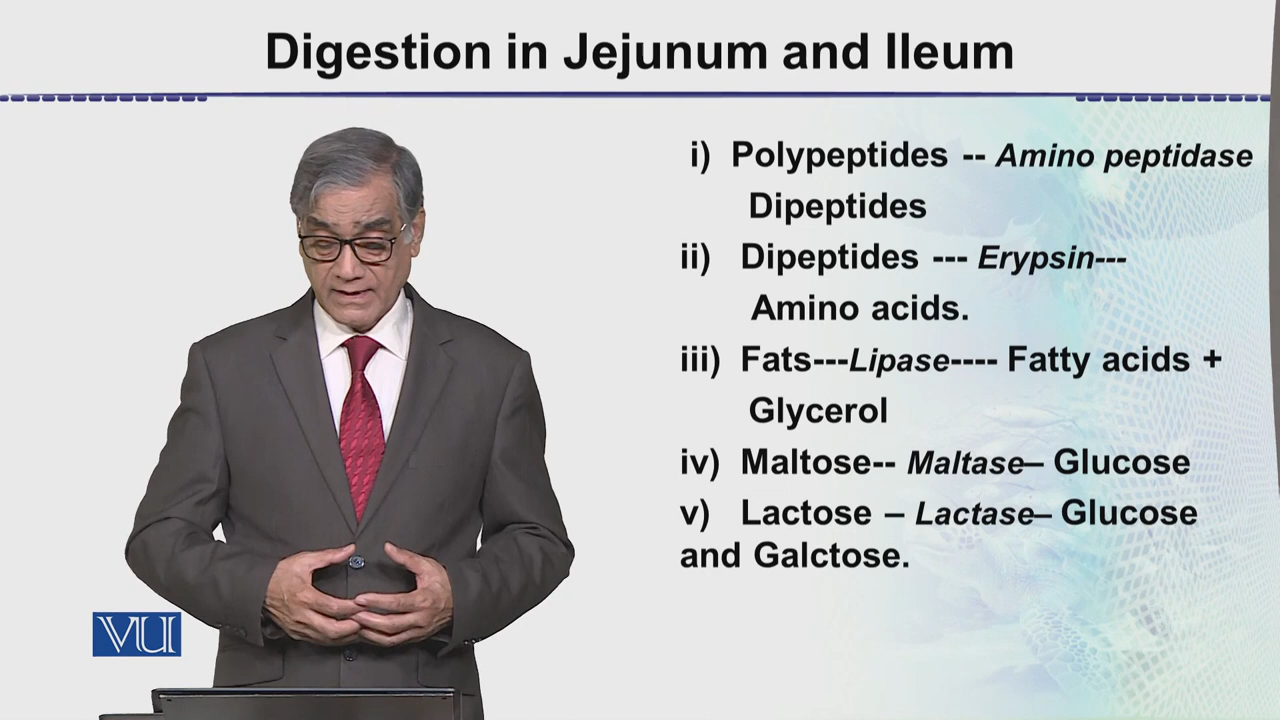 Digestion in Jejunum and Ileum
i) Polypeptides -- Amino peptidase
Dipeptides
ii) Dipeptides --- Erypsin---
Amino acids.
iii) Fats---Lipase---- Fatty acids +
Glycerol
iv) Maltose-- Maltase– Glucose
v) Lactose – Lactase– Glucose
and Galctose.
VU